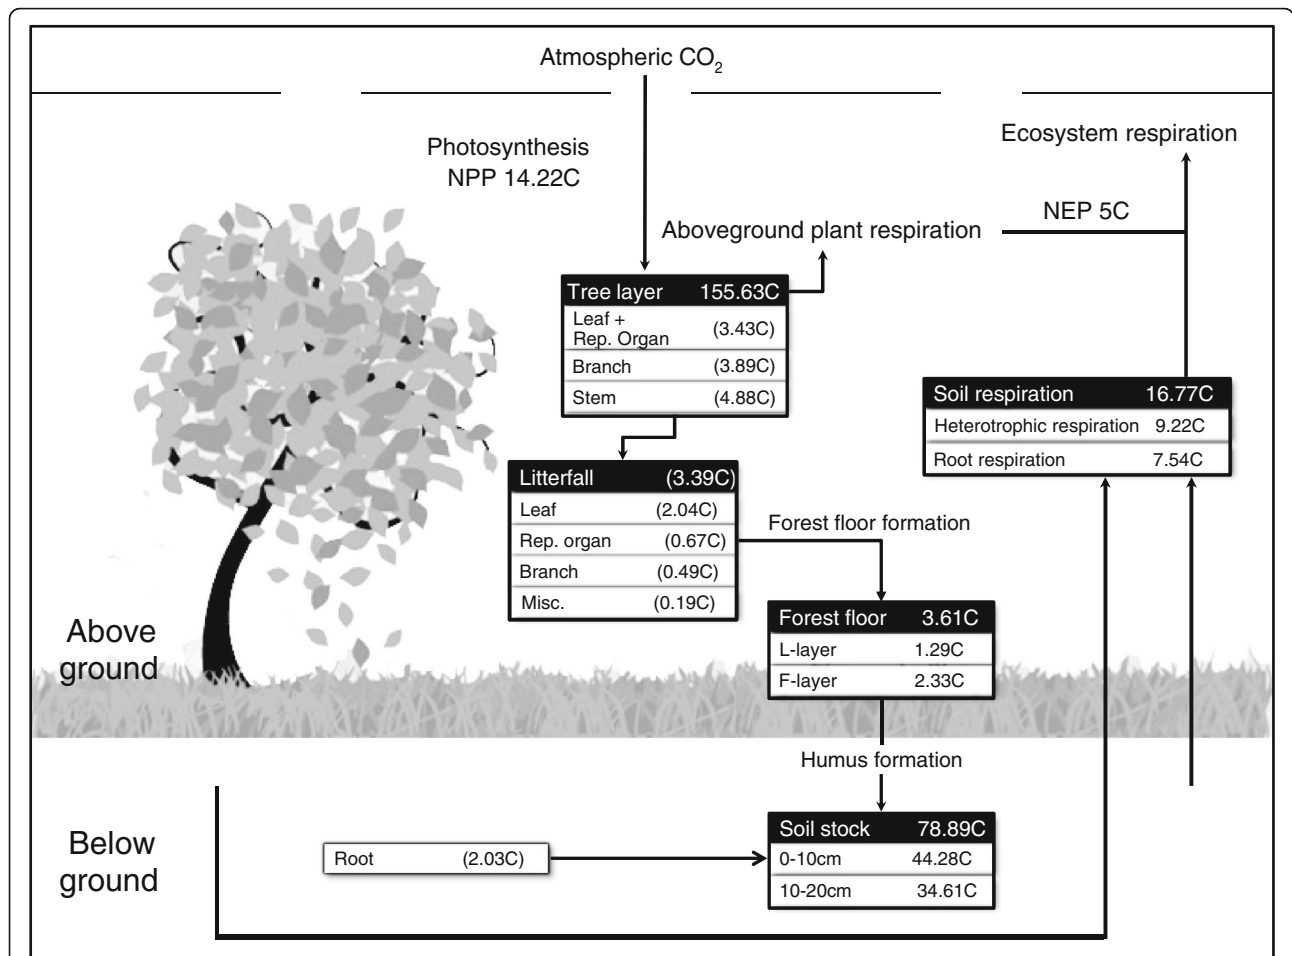 Atmospheric CO2
Ecosystem respiration
Photosynthesis
NPP 14.22C
NEP 5C
Aboveground plant respiration
Tree layer 155.63C
Leaf +
Rep. Organ (3.43C)
Branch (3.89C)
Stem (4.88C)
Soil respiration 16.77C
Heterotrophic respiration 9.22C
Root respiration 7.54C
Litterfall (3.39C)
Leaf (2.04C)
Rep. organ (0.67C)
Branch (0.49C)
Misc. (0.19C)
Forest floor formation
Forest floor 3.61C
L-layer 1.29C
F-layer 2.33C
Above
ground
Humus formation
Below
ground
Root (2.03C)
Soil stock 78.89C
0-10cm 44.28C
10-20cm 34.61C